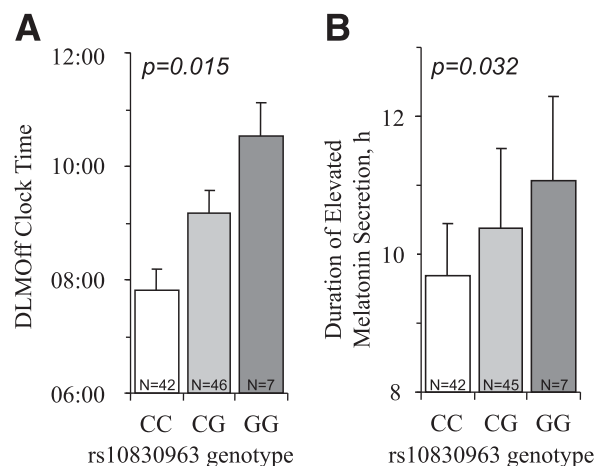 A
12:00
10:00
08:00
06:00
DLMOff Clock Time
p=0.015
N=42
N=46
N=7
CC
CG
GG
rs10830963 genotype
B
12
10
8
Duration of Elevated
Melatonin Secretion, h
p=0.032
N=42
N=45
N=7
CC
CG
GG
rs10830963 genotype